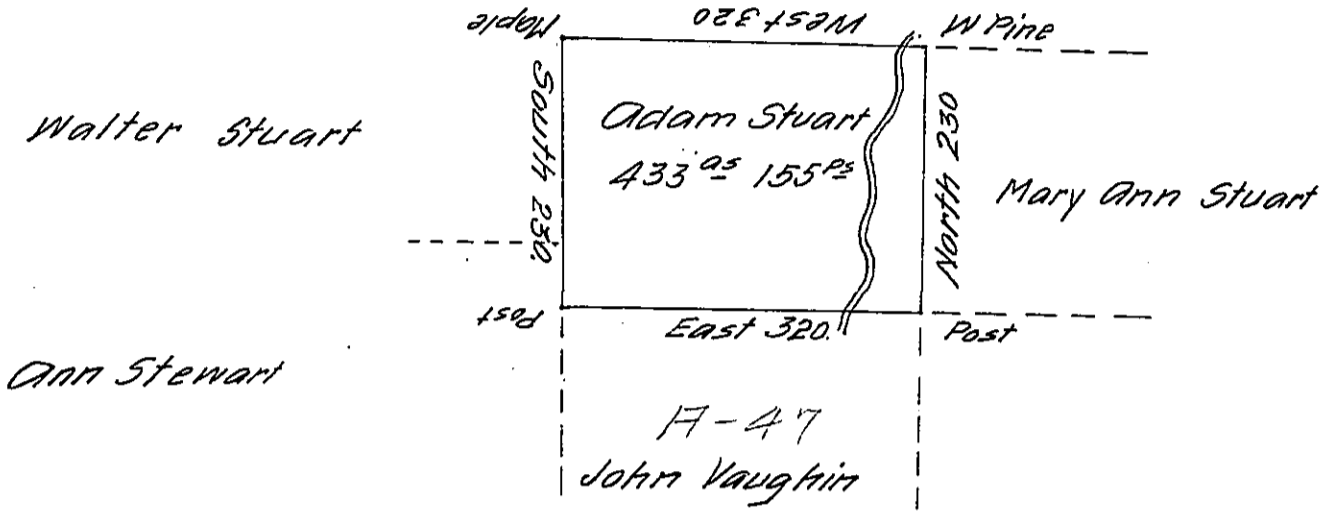 Maple
West 320
W Pine
Walter Stuart
South 230.
Adam Stuart
433 as 155 Ps
North 230
Mary Ann Stuart
Post
East 320.
Post
Ann Stewart
A-47
John Vaughin